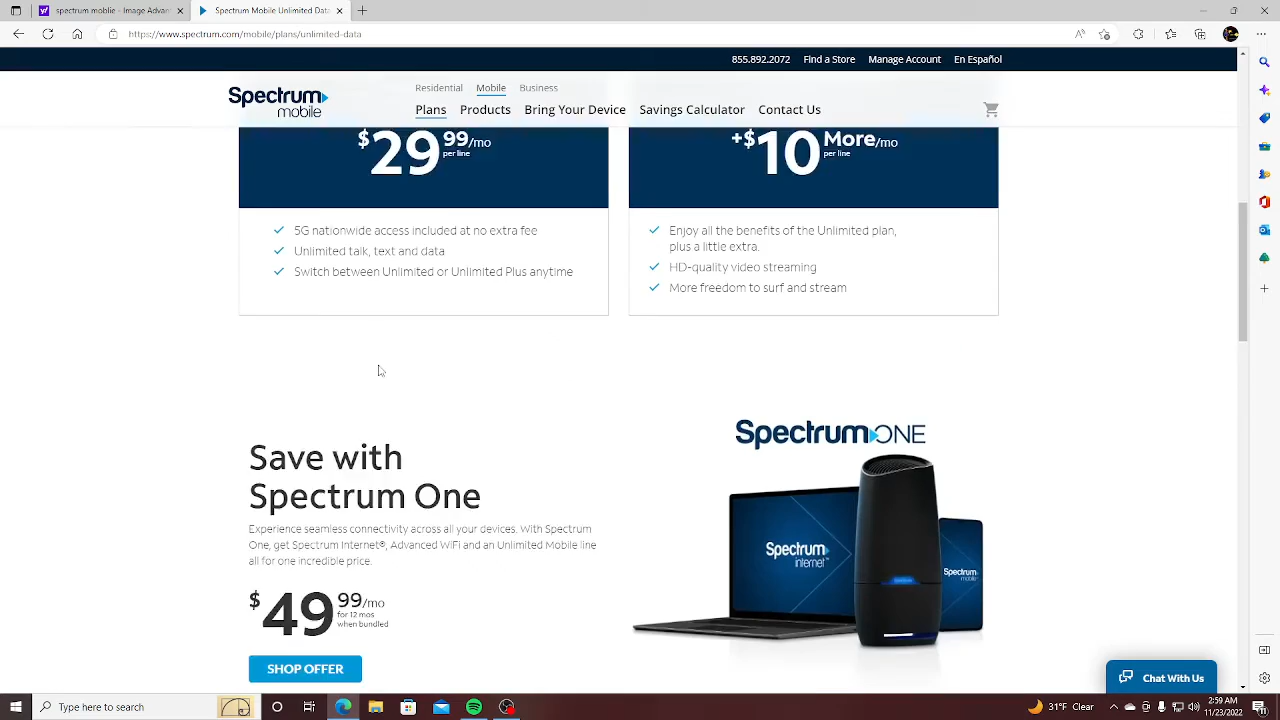 spectrum mobile - Image Advanc
Spectrum Mobile Unlimited Data
https://www.spectrum.com/mobile/plans/unlimited-data
855.892.2072 Find a Store Manage Account En Español
Spectrum mobile
Residential Mobile Business
Plans Products Bring Your Device Savings Calculator Contact Us
$29 99/mo per line
+$10 More/mo per line
5G nationwide access included at no extra fee
Unlimited talk, text and data
Switch between Unlimited or Unlimited Plus anytime
Enjoy all the benefits of the Unlimited plan,
plus a little extra.
HD-quality video streaming
More freedom to surf and stream
Save with
Spectrum One
Experience seamless connectivity across all your devices. With Spectrum
One, get Spectrum Internet®, Advanced WiFi and an Unlimited Mobile line
all for one incredible price.
$49 99/mo
for 12 mos
when bundled
SHOP OFFER
Spectrum ONE
Spectrum internet™
Spectrum mobile
Chat With Us
Type here to search
31°F Clear
2:59 AM
11/23/2022